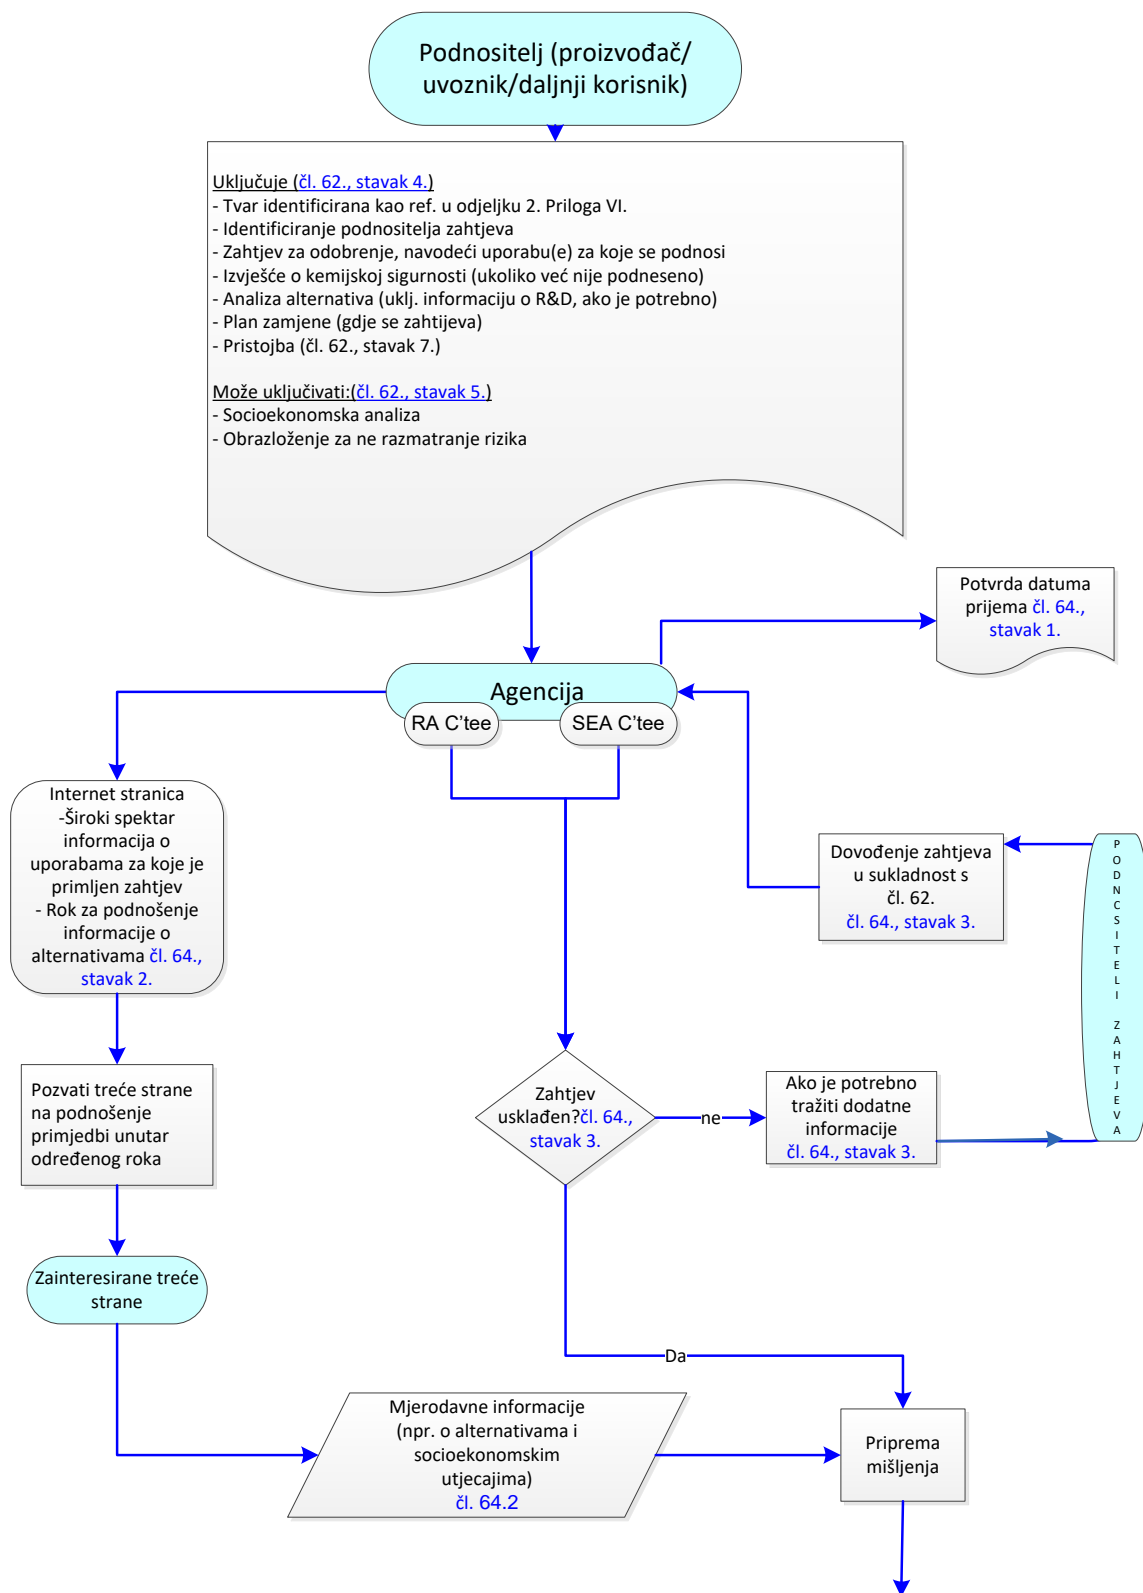 Podnositelj (proizvođač/
uvoznik/daljnji korisnik)
Uključuje (čl. 62., stavak 4.)
- Tvar identificirana kao ref. u odjeljku 2. Priloga VI.
- Identificiranje podnositelja zahtjeva
- Zahtjev za odobrenje, navodeći uporabu(e) za koje se podnosi
- Izvješće o kemijskoj sigurnosti (ukoliko već nije podneseno)
- Analiza alternativa (uklj. informaciju o R&D, ako je potrebno)
- Plan zamjene (gdje se zahtijeva)
- Pristojba (čl. 62., stavak 7.)
Može uključivati:(čl. 62., stavak 5.)
- Socioekonomska analiza
- Obrazloženje za ne razmatranje rizika
Potvrda datuma
prijema čl. 64.,
stavak 1.
Agencija
RA C'tee
SEA C'tee
Internet stranica
-Široki spektar
informacija o
uporabama za koje je
primljen zahtjev
- Rok za podnošenje
informacije o
alternativama čl. 64.,
stavak 2.
Dovođenje zahtjeva
u sukladnost s
čl. 62.
čl. 64., stavak 3.
PODNCSITELI ZAHTJEVA
Pozvati treće strane
na podnošenje
primjedbi unutar
određenog roka
Zahtjev
usklađen?čl. 64.,
stavak 3.
ne
Ako je potrebno
tražiti dodatne
informacije
čl. 64., stavak 3.
Zainteresirane treće
strane
Da
Mjerodavne informacije
(npr. o alternativama i
socioekonomskim
utjecajima)
čl. 64.2
Priprema
mišljenja